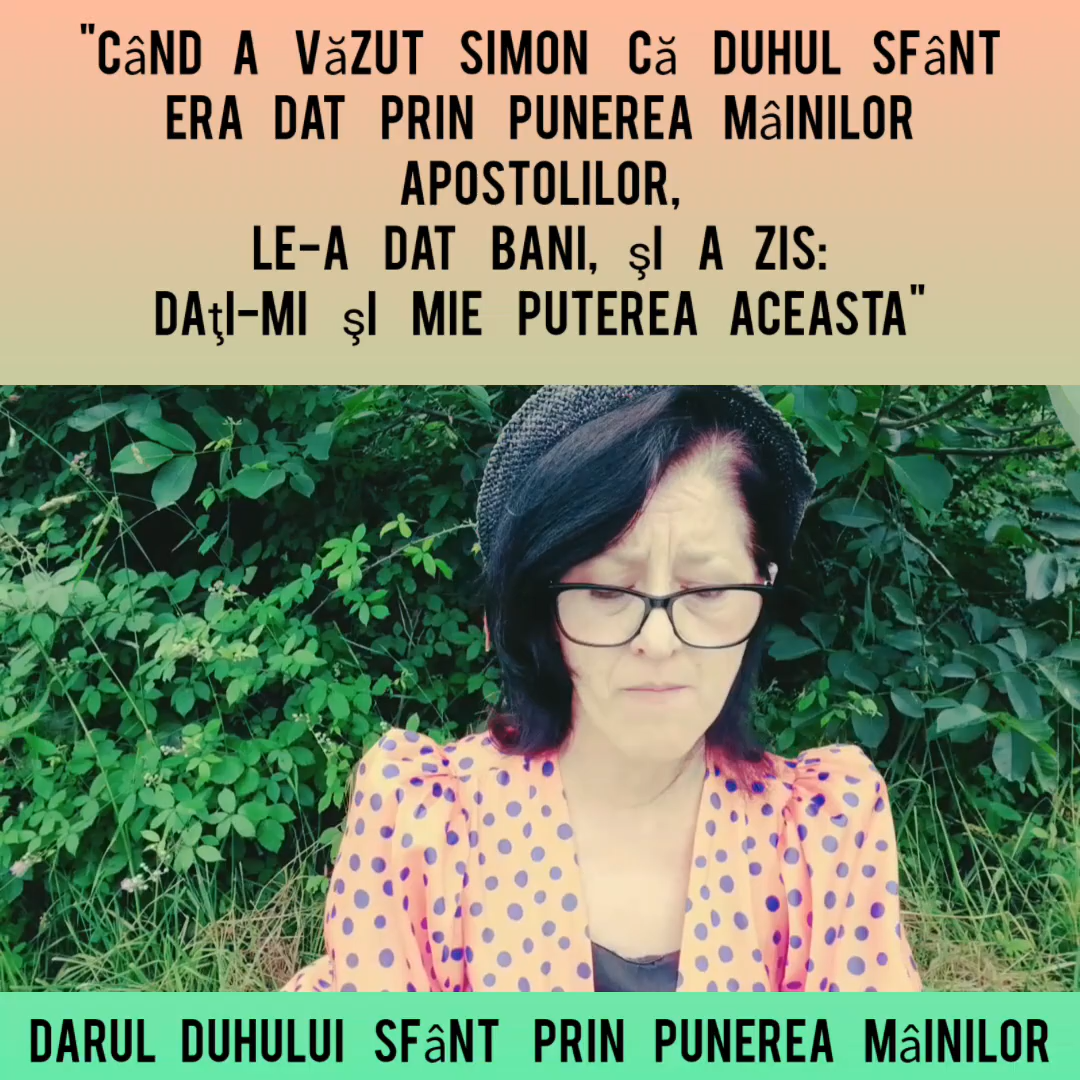 "CâND A VăZUT SIMON Că DUHUL SFâNT
ERA DAT PRIN PUNEREA MâINILOR
APOSTOLILOR,
LE-A DAT BANI, şI A ZIS:
DAţI-MI şI MIE PUTEREA ACEASTA"
DARUL DUHULUI SFâNT PRIN PUNEREA MâINILOR